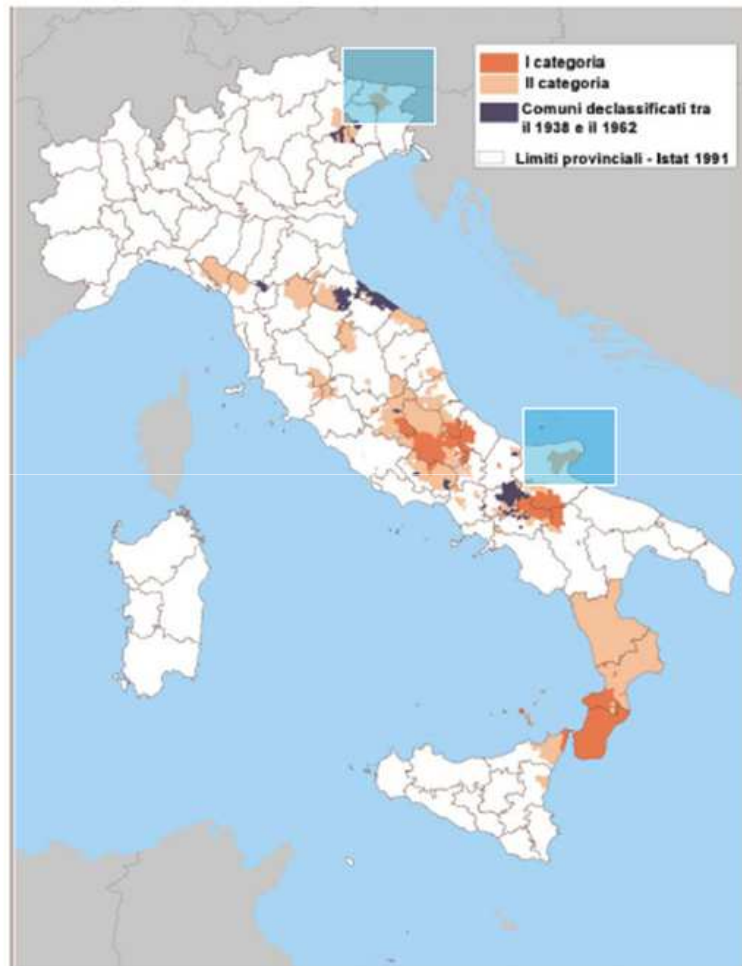 I categoria
II categoria
Comuni declassificati tra
il 1938 e il 1962
Limiti provinciali - Istat 1991